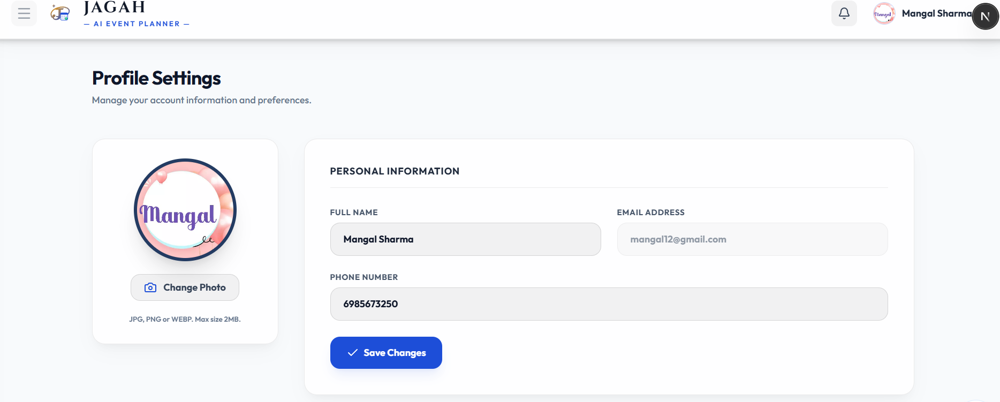 JAGAH
— AI EVENT PLANNER —
Mangal
Mangal Sharma
N
Profile Settings
Manage your account information and preferences.
Mangal
Change Photo
JPG, PNG or WEBP. Max size 2MB.
PERSONAL INFORMATION
FULL NAME
Mangal Sharma
EMAIL ADDRESS
mangal12@gmail.com
PHONE NUMBER
6985673250
Save Changes